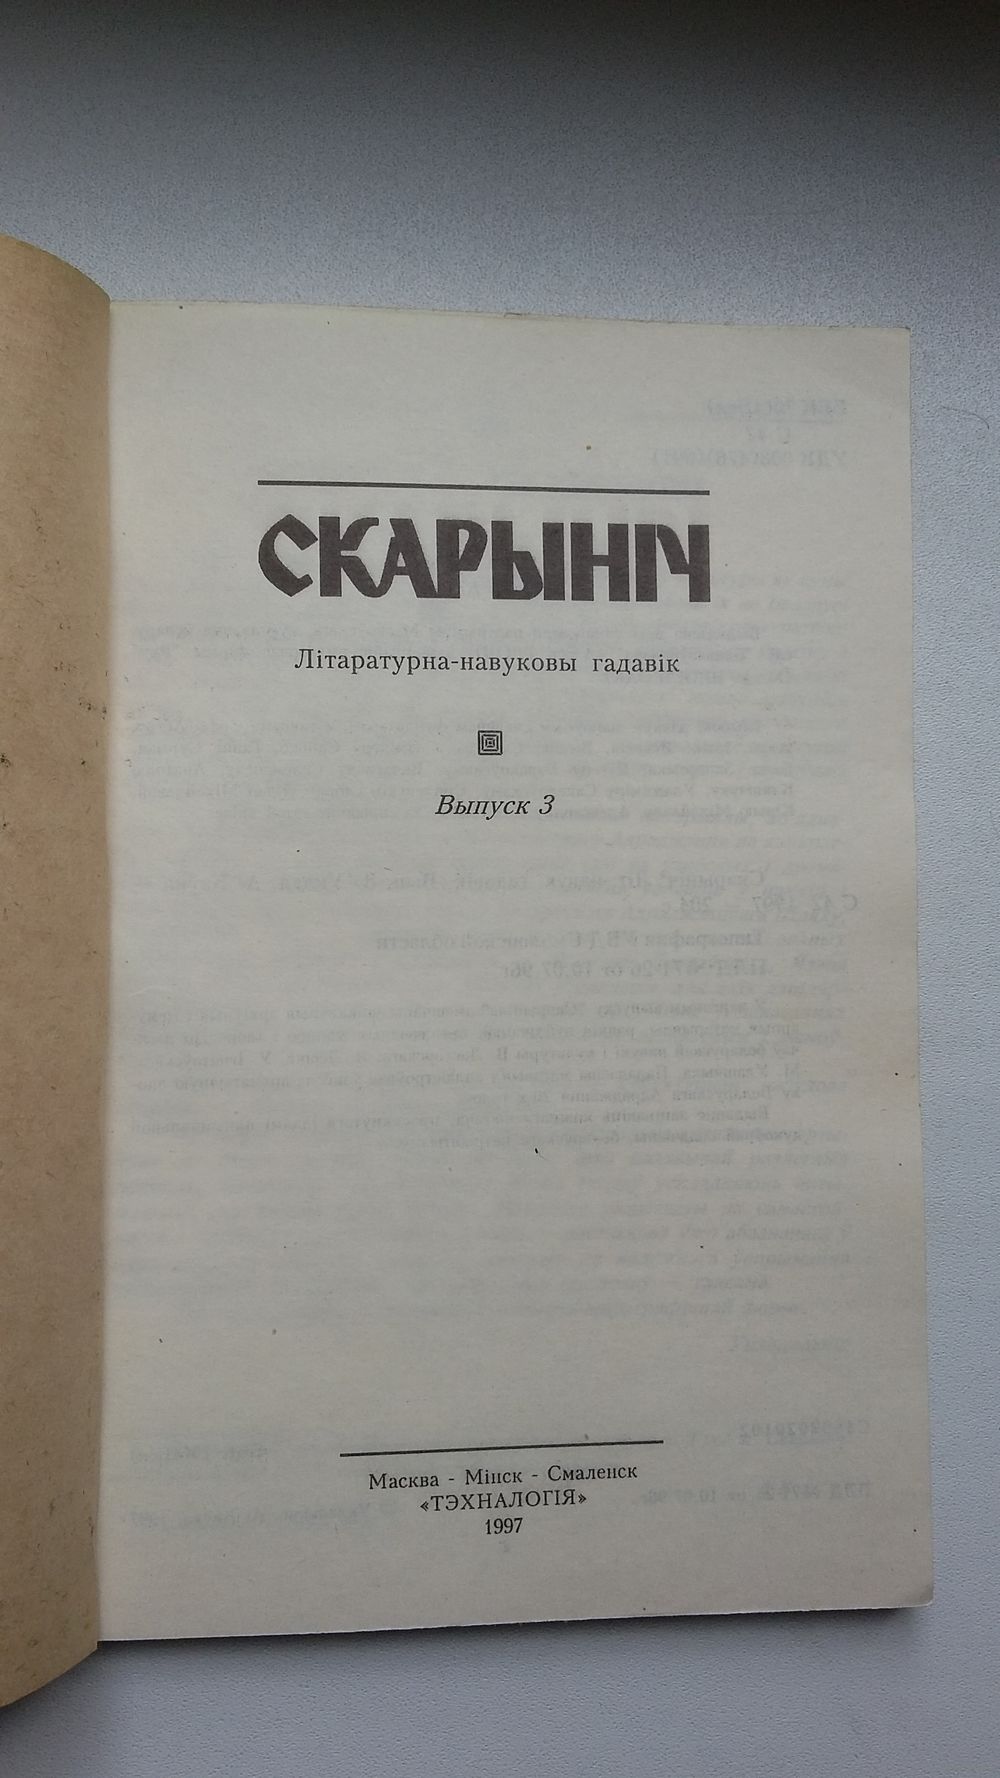 СКАРЫНІЧ
Літаратурна-навуковы гадавік
Выпуск 3
Масква - Мінск - Смаленск
«ТЭХНАЛОГІЯ»
1997